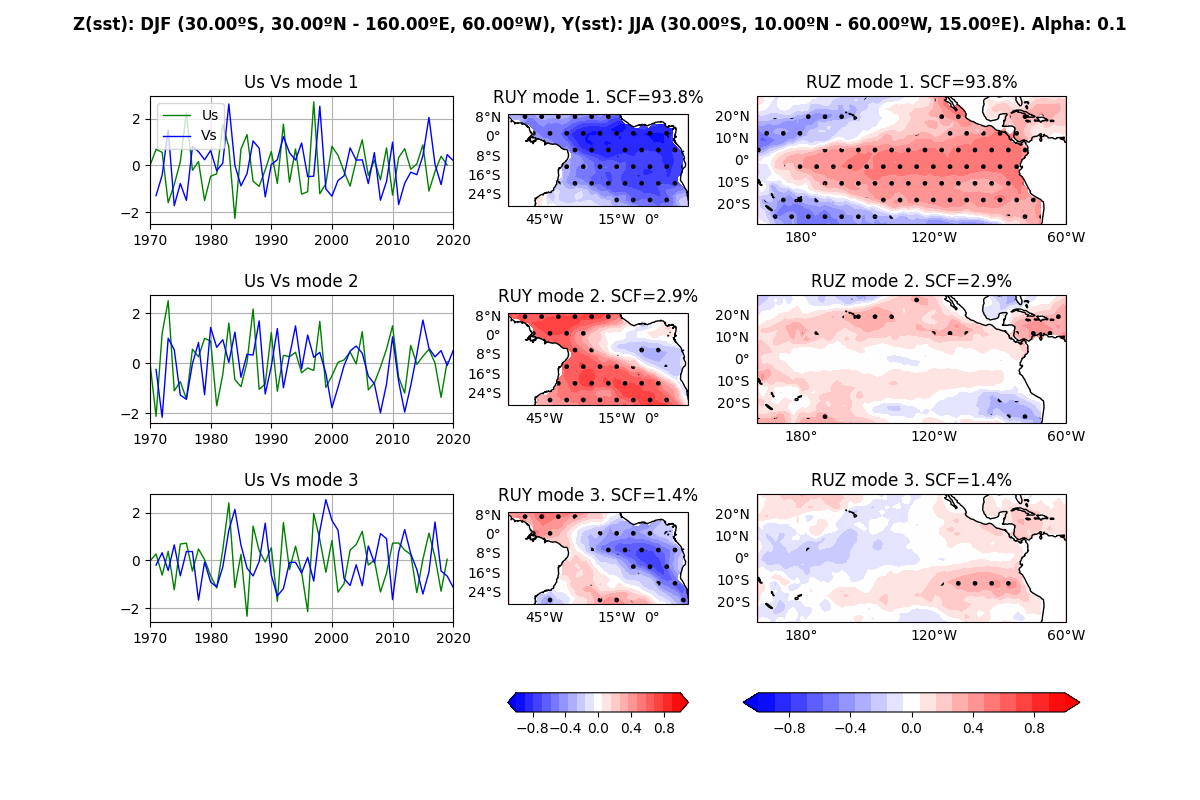 Z(sst): DJF (30.00ºS, 30.00ºN - 160.00ºE, 60.00ºW), Y(sst): JJA (30.00ºS, 10.00ºN - 60.00ºW, 15.00ºE). Alpha: 0.1
Us Vs mode 1
RUY mode 1. SCF=93.8%
RUZ mode 1. SCF=93.8%
Us
Vs
2
0
−2
1970 1980 1990 2000 2010 2020
8°N
0°
8°S
16°S
24°S
45°W 15°W 0°
20°N
10°N
0°
10°S
20°S
180° 120°W 60°W
Us Vs mode 2
RUY mode 2. SCF=2.9%
RUZ mode 2. SCF=2.9%
2
0
−2
1970 1980 1990 2000 2010 2020
8°N
0°
8°S
16°S
24°S
45°W 15°W 0°
20°N
10°N
0°
10°S
20°S
180° 120°W 60°W
Us Vs mode 3
RUY mode 3. SCF=1.4%
RUZ mode 3. SCF=1.4%
2
0
−2
1970 1980 1990 2000 2010 2020
8°N
0°
8°S
16°S
24°S
45°W 15°W 0°
20°N
10°N
0°
10°S
20°S
180° 120°W 60°W
−0.8 −0.4 0.0 0.4 0.8
−0.8 −0.4 0.0 0.4 0.8